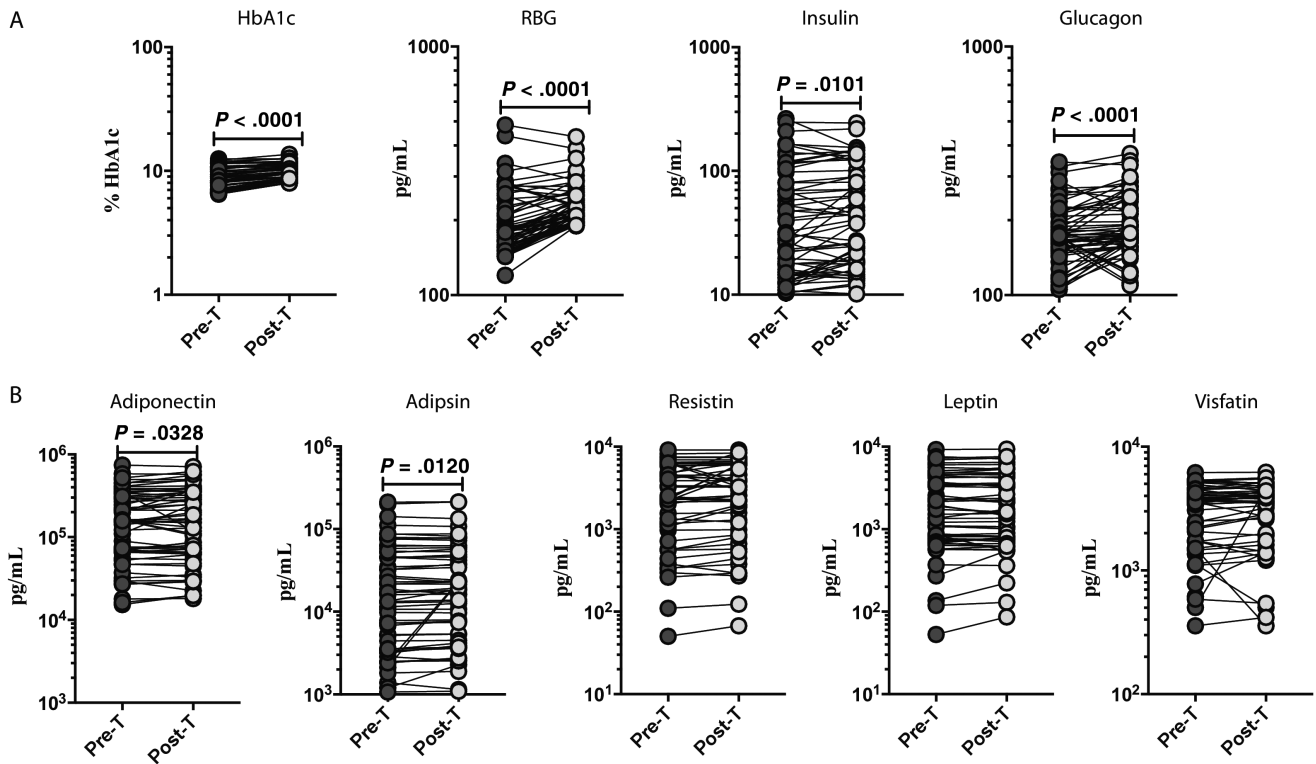 A
HbA1c
RBG
Insulin
Glucagon
100
10
1
% HbA1c
P < .0001
Pre-T
Post-T
1000
100
pg/mL
P < .0001
Pre-T
Post-T
1000
100
10
pg/mL
P = .0101
Pre-T
Post-T
1000
100
pg/mL
P < .0001
Pre-T
Post-T
B
Adiponectin
Adipsin
Resistin
Leptin
Visfatin
10⁶
10⁵
10⁴
10³
pg/mL
P = .0328
Pre-T
Post-T
10⁶
10⁵
10⁴
10³
pg/mL
P = .0120
Pre-T
Post-T
10⁴
10³
10²
10¹
pg/mL
Pre-T
Post-T
10⁴
10³
10²
10¹
pg/mL
Pre-T
Post-T
10⁴
10³
10²
pg/mL
Pre-T
Post-T